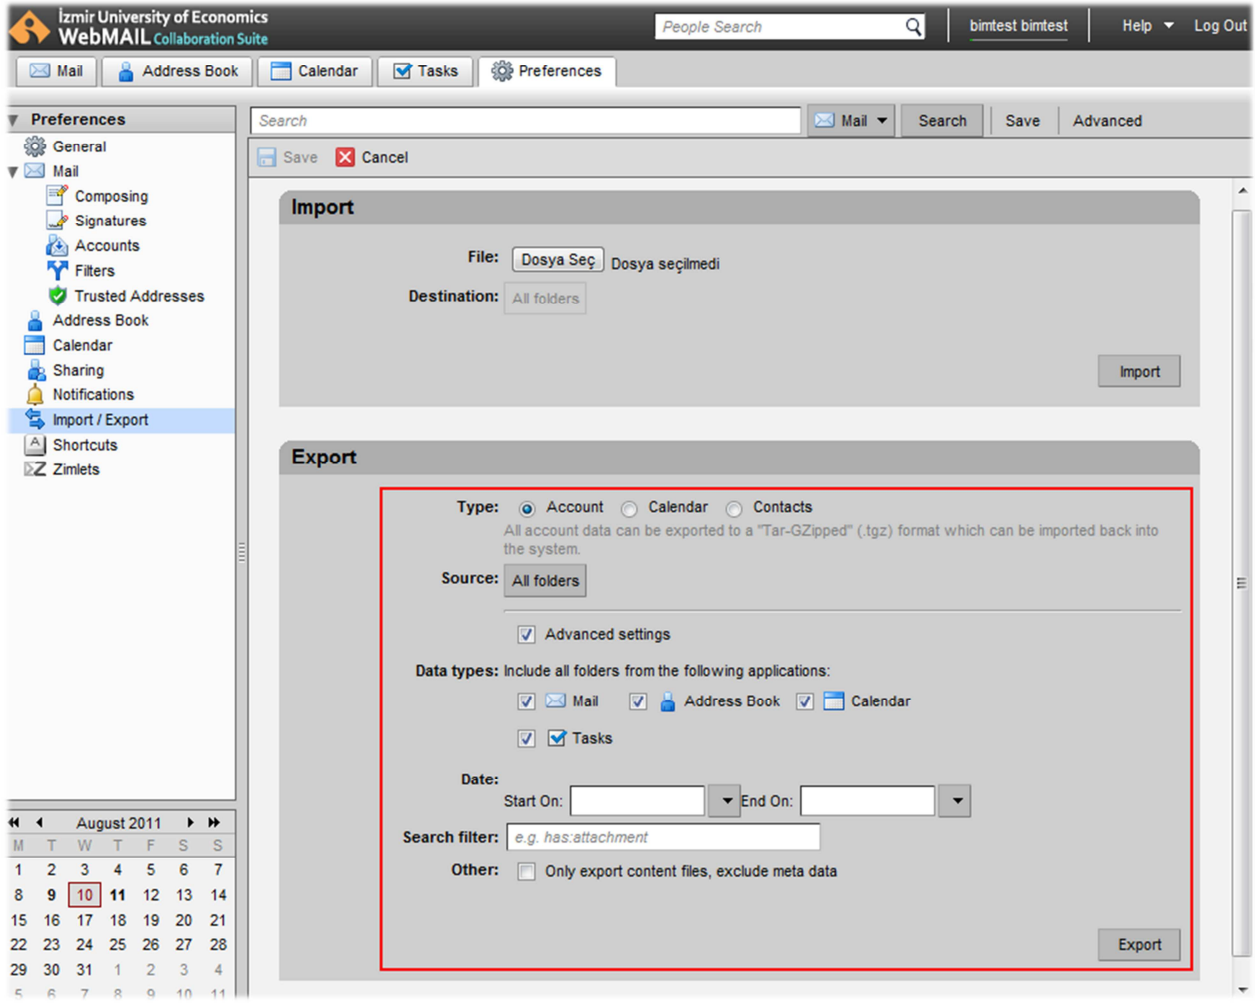 İzmir University of Economics
WebMAIL Collaboration Suite
People Search
bimtest bimtest
Help
Log Out
Mail
Address Book
Calendar
Tasks
Preferences
Preferences
General
Mail
Composing
Signatures
Accounts
Filters
Trusted Addresses
Address Book
Calendar
Sharing
Notifications
Import / Export
Shortcuts
Zimlets
August 2011
M T W T F S S
1 2 3 4 5 6 7
8 9 10 11 12 13 14
15 16 17 18 19 20 21
22 23 24 25 26 27 28
29 30 31 1 2 3 4
5 6 7 8 9 10 11
Search
Mail
Search
Save
Advanced
Save
Cancel
Import
File: Dosya Seç Dosya seçilmedi
Destination: All folders
Import
Export
Type: Account Calendar Contacts
All account data can be exported to a "Tar-GZipped" (.tgz) format which can be imported back into
the system.
Source: All folders
Advanced settings
Data types: Include all folders from the following applications:
Mail Address Book Calendar
Tasks
Date:
Start On: End On:
Search filter: e.g. has:attachment
Other: Only export content files, exclude meta data
Export